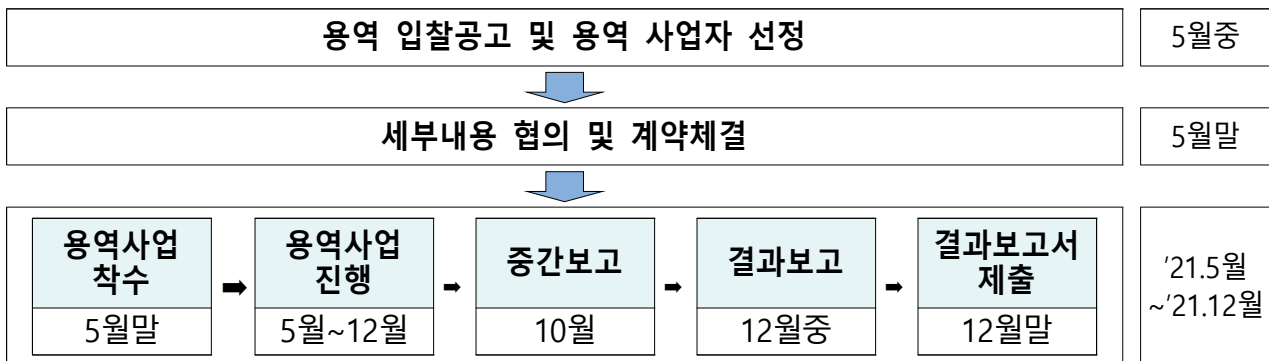 용역 입찰공고 및 용역 사업자 선정
5월중
세부내용 협의 및 계약체결
5월말
용역사업
착수
5월말
용역사업
진행
5월~12월
중간보고
10월
결과보고
12월중
결과보고서
제출
12월말
'21.5월
~'21.12월